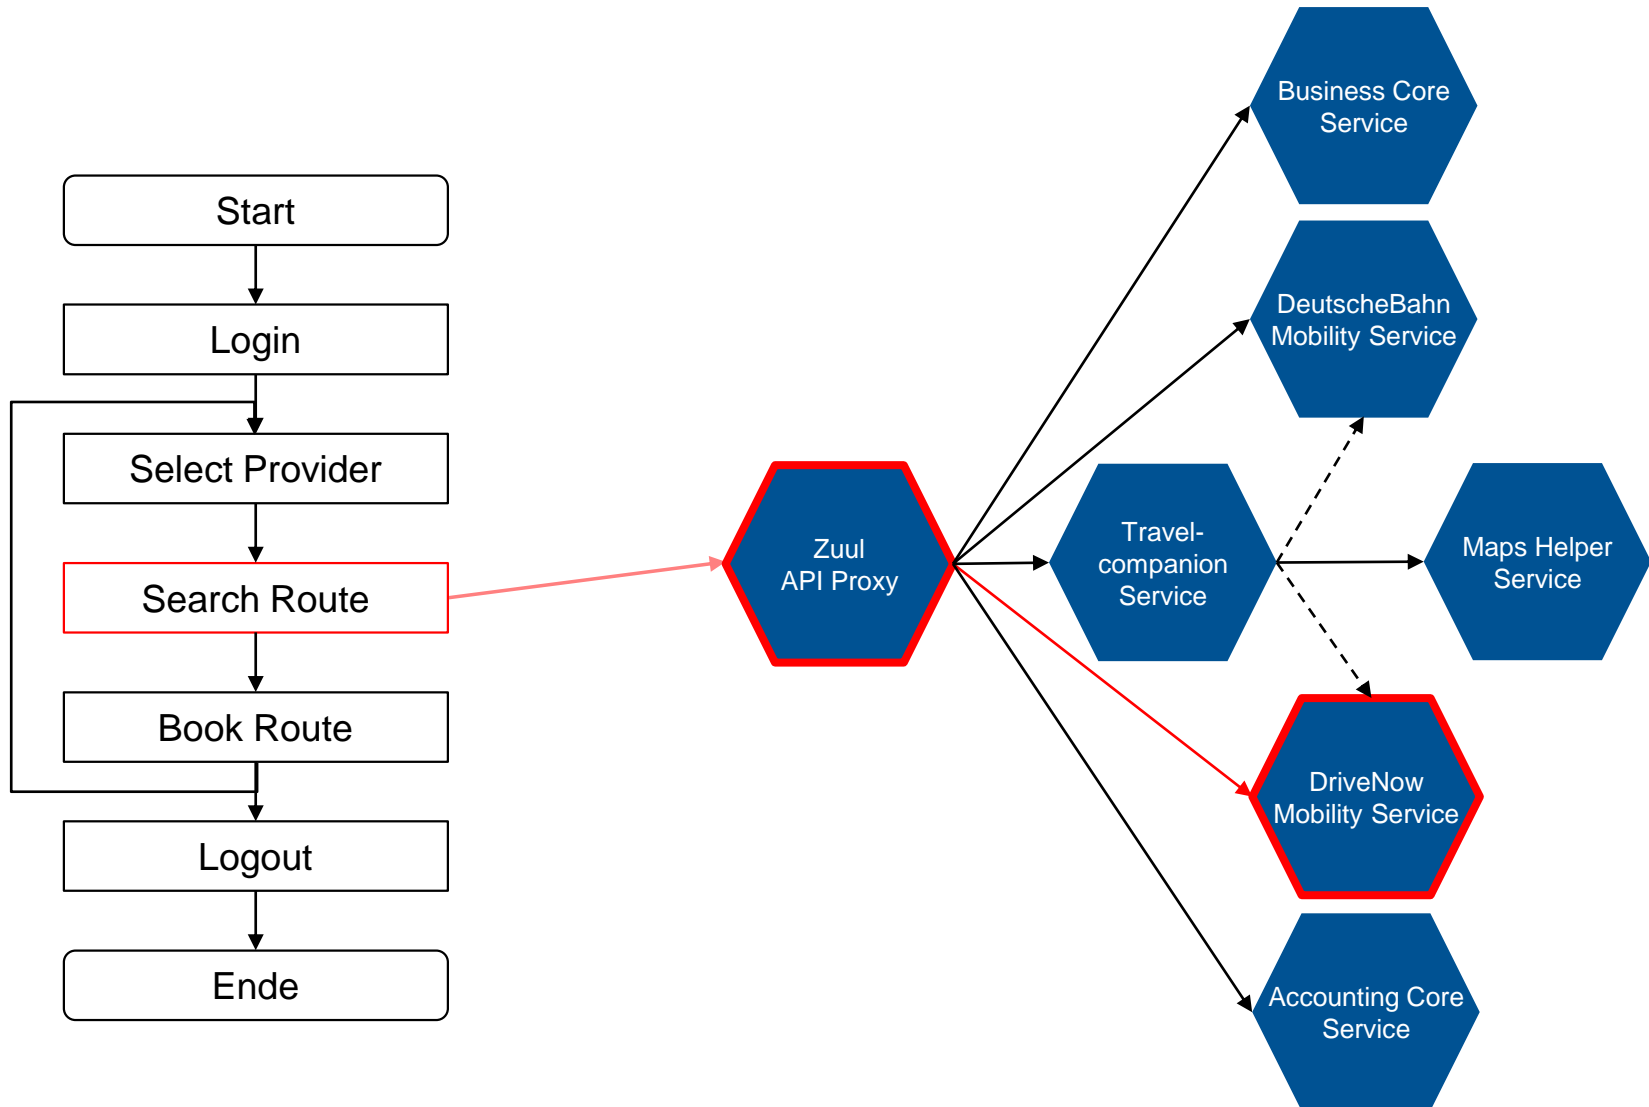 Start
Login
Select Provider
Search Route
Book Route
Logout
Ende
Zuul
API Proxy
Business Core
Service
DeutscheBahn
Mobility Service
Travel-
companion
Service
Maps Helper
Service
DriveNow
Mobility Service
Accounting Core
Service